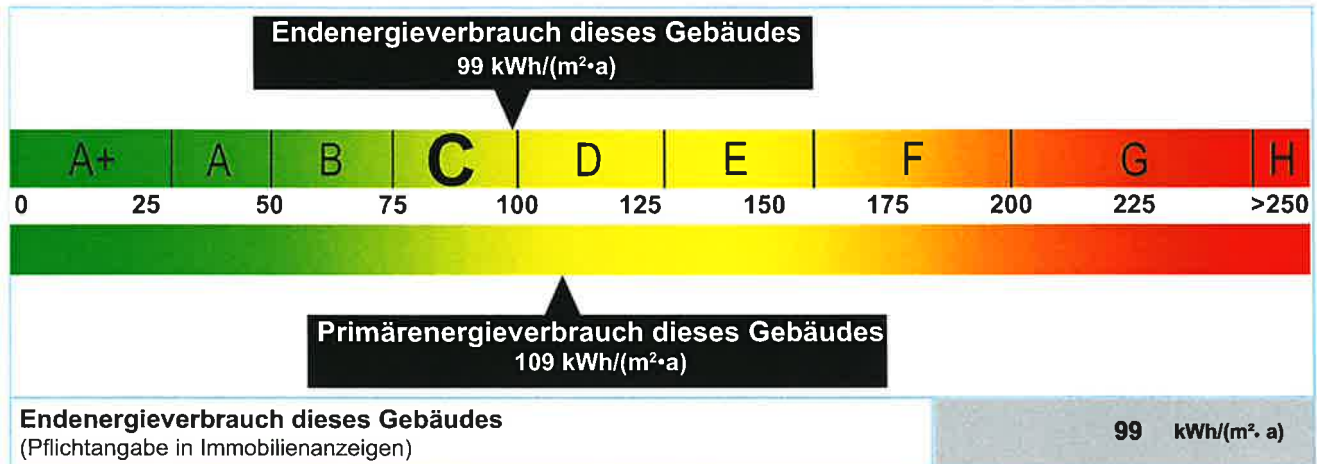 Endenergieverbrauch dieses Gebäudes
99 kWh/(m²•a)
A+ A B C D E F G H
0 25 50 75 100 125 150 175 200 225 >250
Primärenergieverbrauch dieses Gebäudes
109 kWh/(m²•a)
Endenergieverbrauch dieses Gebäudes 99 kWh/(m²• a)
(Pflichtangabe in Immobilienanzeigen)